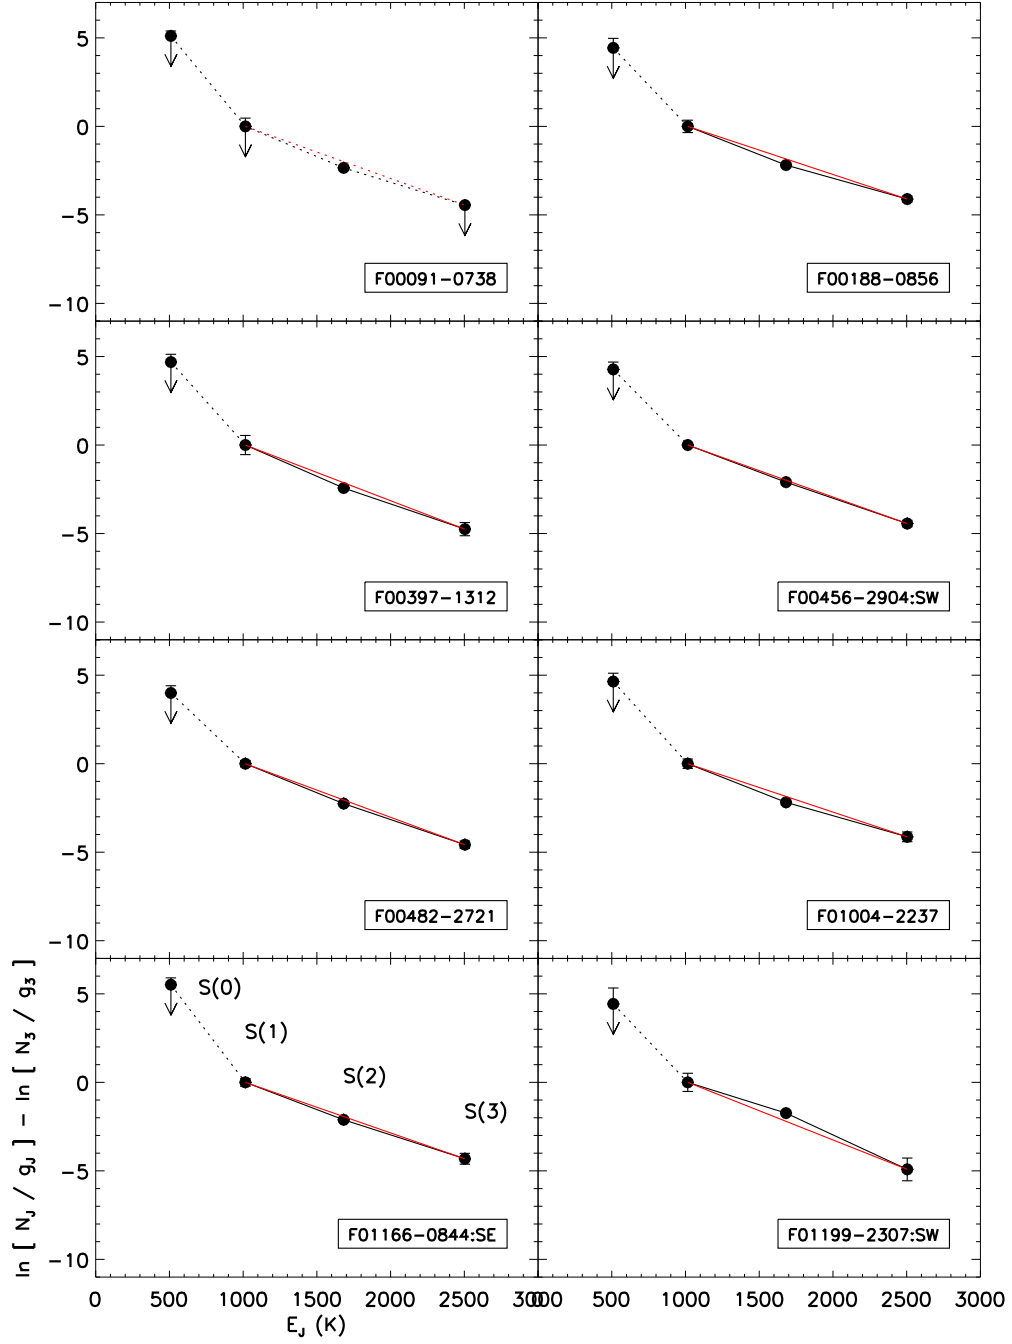 5
0
−5
−10
F00091−0738
F00188−0856
5
0
−5
−10
F00397−1312
F00456−2904:SW
5
0
−5
−10
F00482−2721
F01004−2237
5
0
−5
−10
S(0)
S(1)
S(2)
S(3)
F01166−0844:SE
F01199−2307:SW
ln [ N_J / g_J ] − ln [ N_3 / g_3 ]
0 500 1000 1500 2000 2500 3000 500 1000 1500 2000 2500 3000
E_J (K)